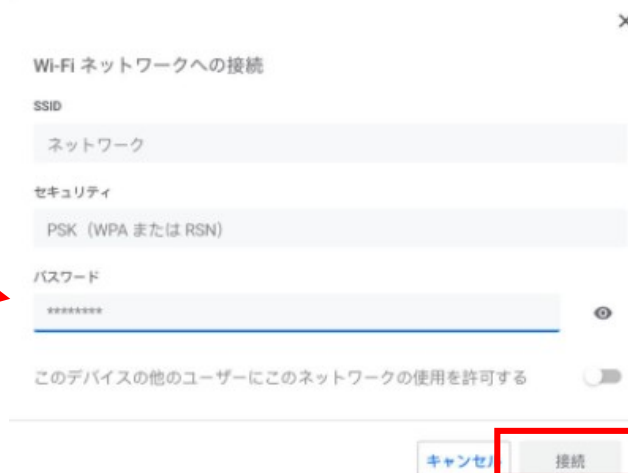 Wi-Fi ネットワークへの接続
SSID
ネットワーク
セキュリティ
PSK（WPA または RSN）
パスワード
********
このデバイスの他のユーザーにこのネットワークの使用を許可する
キャンセル 接続